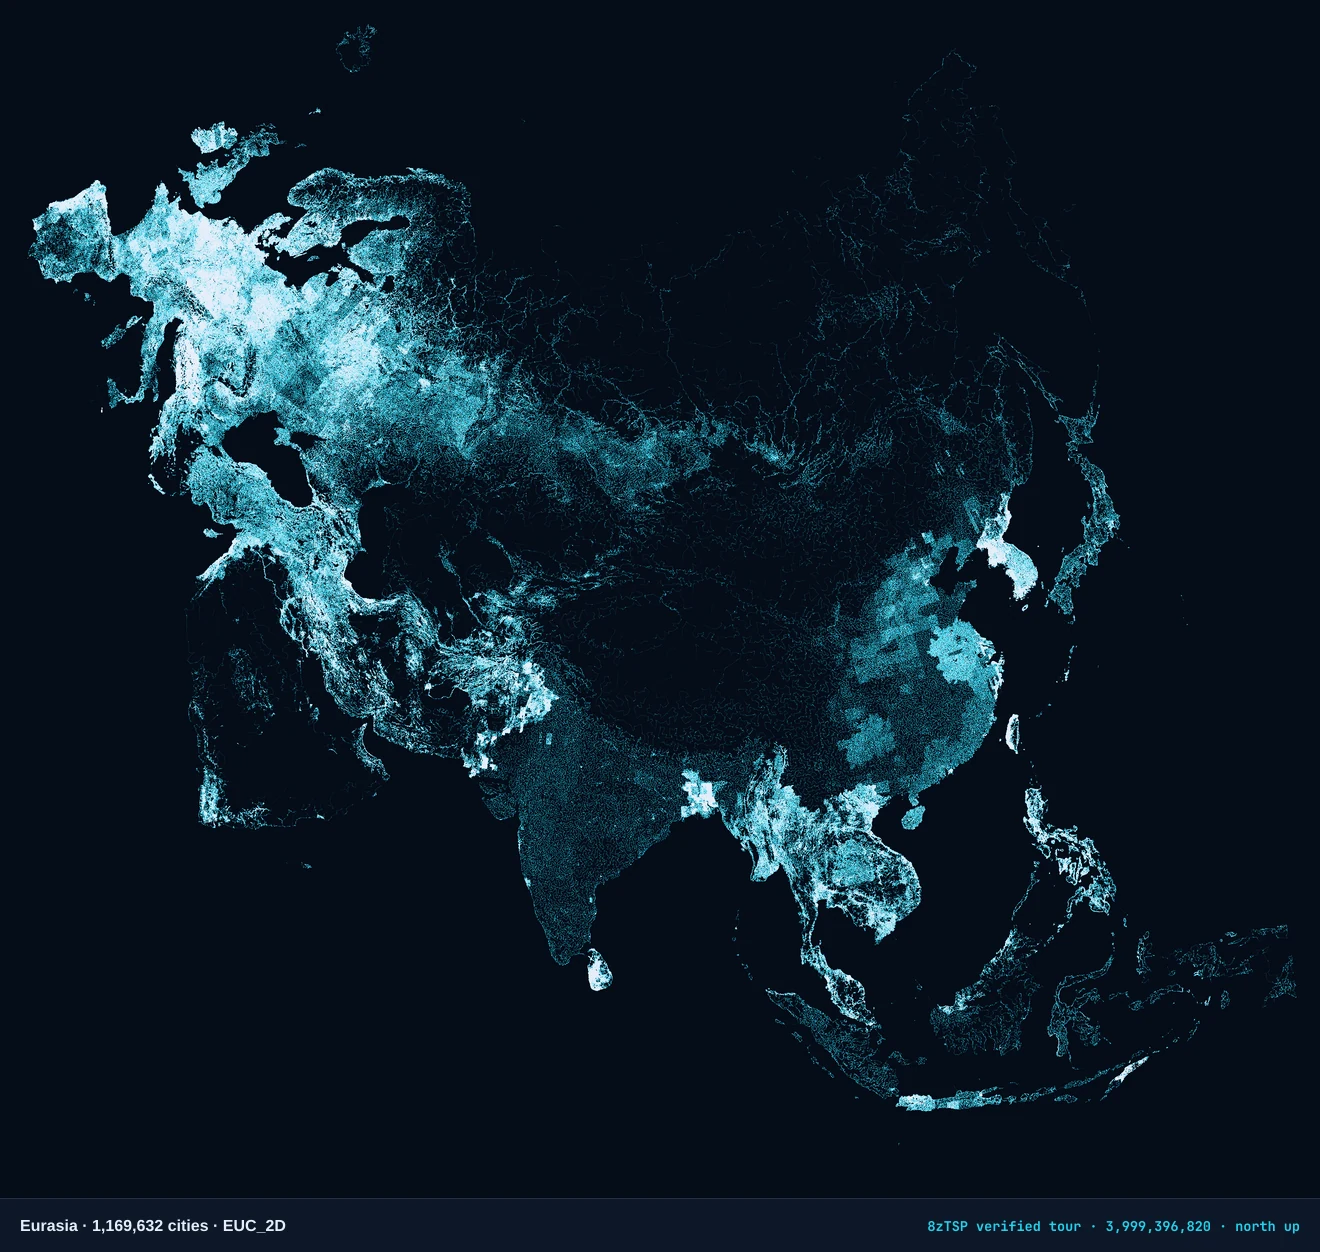 Eurasia · 1,169,632 cities · EUC_2D
8zTSP verified tour · 3,999,396,820 · north up